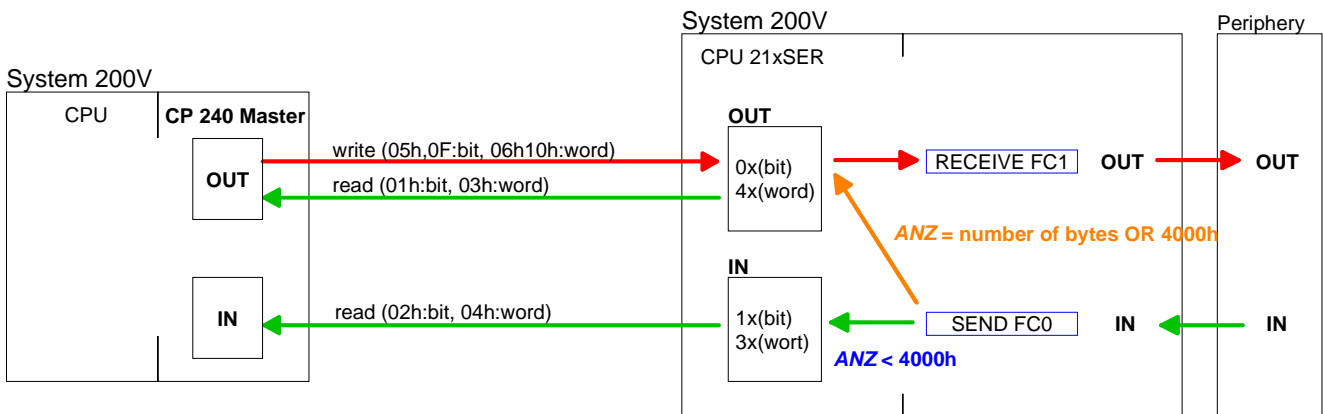 System 200V
Periphery
CPU 21xSER
System 200V
CPU
CP 240 Master
OUT
write (05h,0F:bit, 06h10h:word)
OUT
0x(bit)
4x(word)
RECEIVE FC1
OUT
OUT
read (01h:bit, 03h:word)
ANZ = number of bytes OR 4000h
IN
IN
read (02h:bit, 04h:word)
1x(bit)
3x(wort)
SEND FC0
IN
IN
ANZ < 4000h